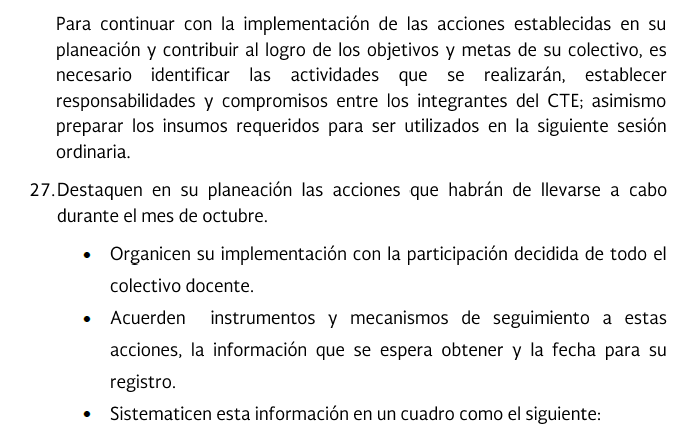 Para continuar con la implementación de las acciones establecidas en su
planeación y contribuir al logro de los objetivos y metas de su colectivo, es
necesario identificar las actividades que se realizarán, establecer
responsabilidades y compromisos entre los integrantes del CTE; asimismo
preparar los insumos requeridos para ser utilizados en la siguiente sesión
ordinaria.
27. Destaquen en su planeación las acciones que habrán de llevarse a cabo
durante el mes de octubre.
• Organicen su implementación con la participación decidida de todo el
colectivo docente.
• Acuerden instrumentos y mecanismos de seguimiento a estas
acciones, la información que se espera obtener y la fecha para su
registro.
• Sistematicen esta información en un cuadro como el siguiente: